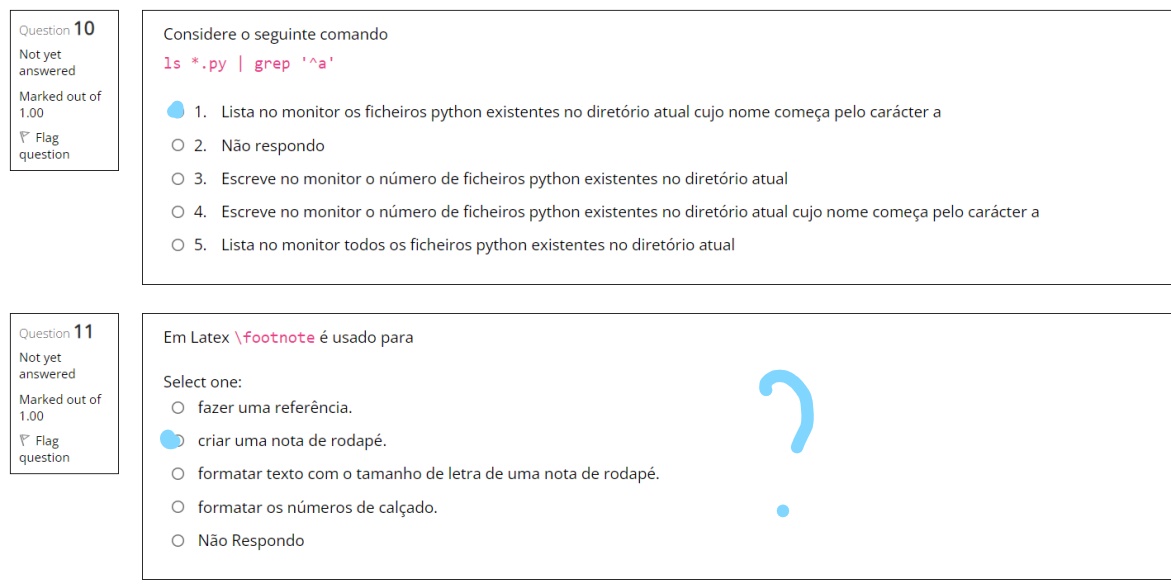 Question 10
Not yet
answered
Marked out of
1.00
Flag
question
Considere o seguinte comando
ls *.py | grep '^a'
1. Lista no monitor os ficheiros python existentes no diretório atual cujo nome começa pelo carácter a
2. Não respondo
3. Escreve no monitor o número de ficheiros python existentes no diretório atual
4. Escreve no monitor o número de ficheiros python existentes no diretório atual cujo nome começa pelo carácter a
5. Lista no monitor todos os ficheiros python existentes no diretório atual
Question 11
Not yet
answered
Marked out of
1.00
Flag
question
Em Latex \footnote é usado para
Select one:
fazer uma referência.
criar uma nota de rodapé.
formatar texto com o tamanho de letra de uma nota de rodapé.
formatar os números de calçado.
Não Respondo
?